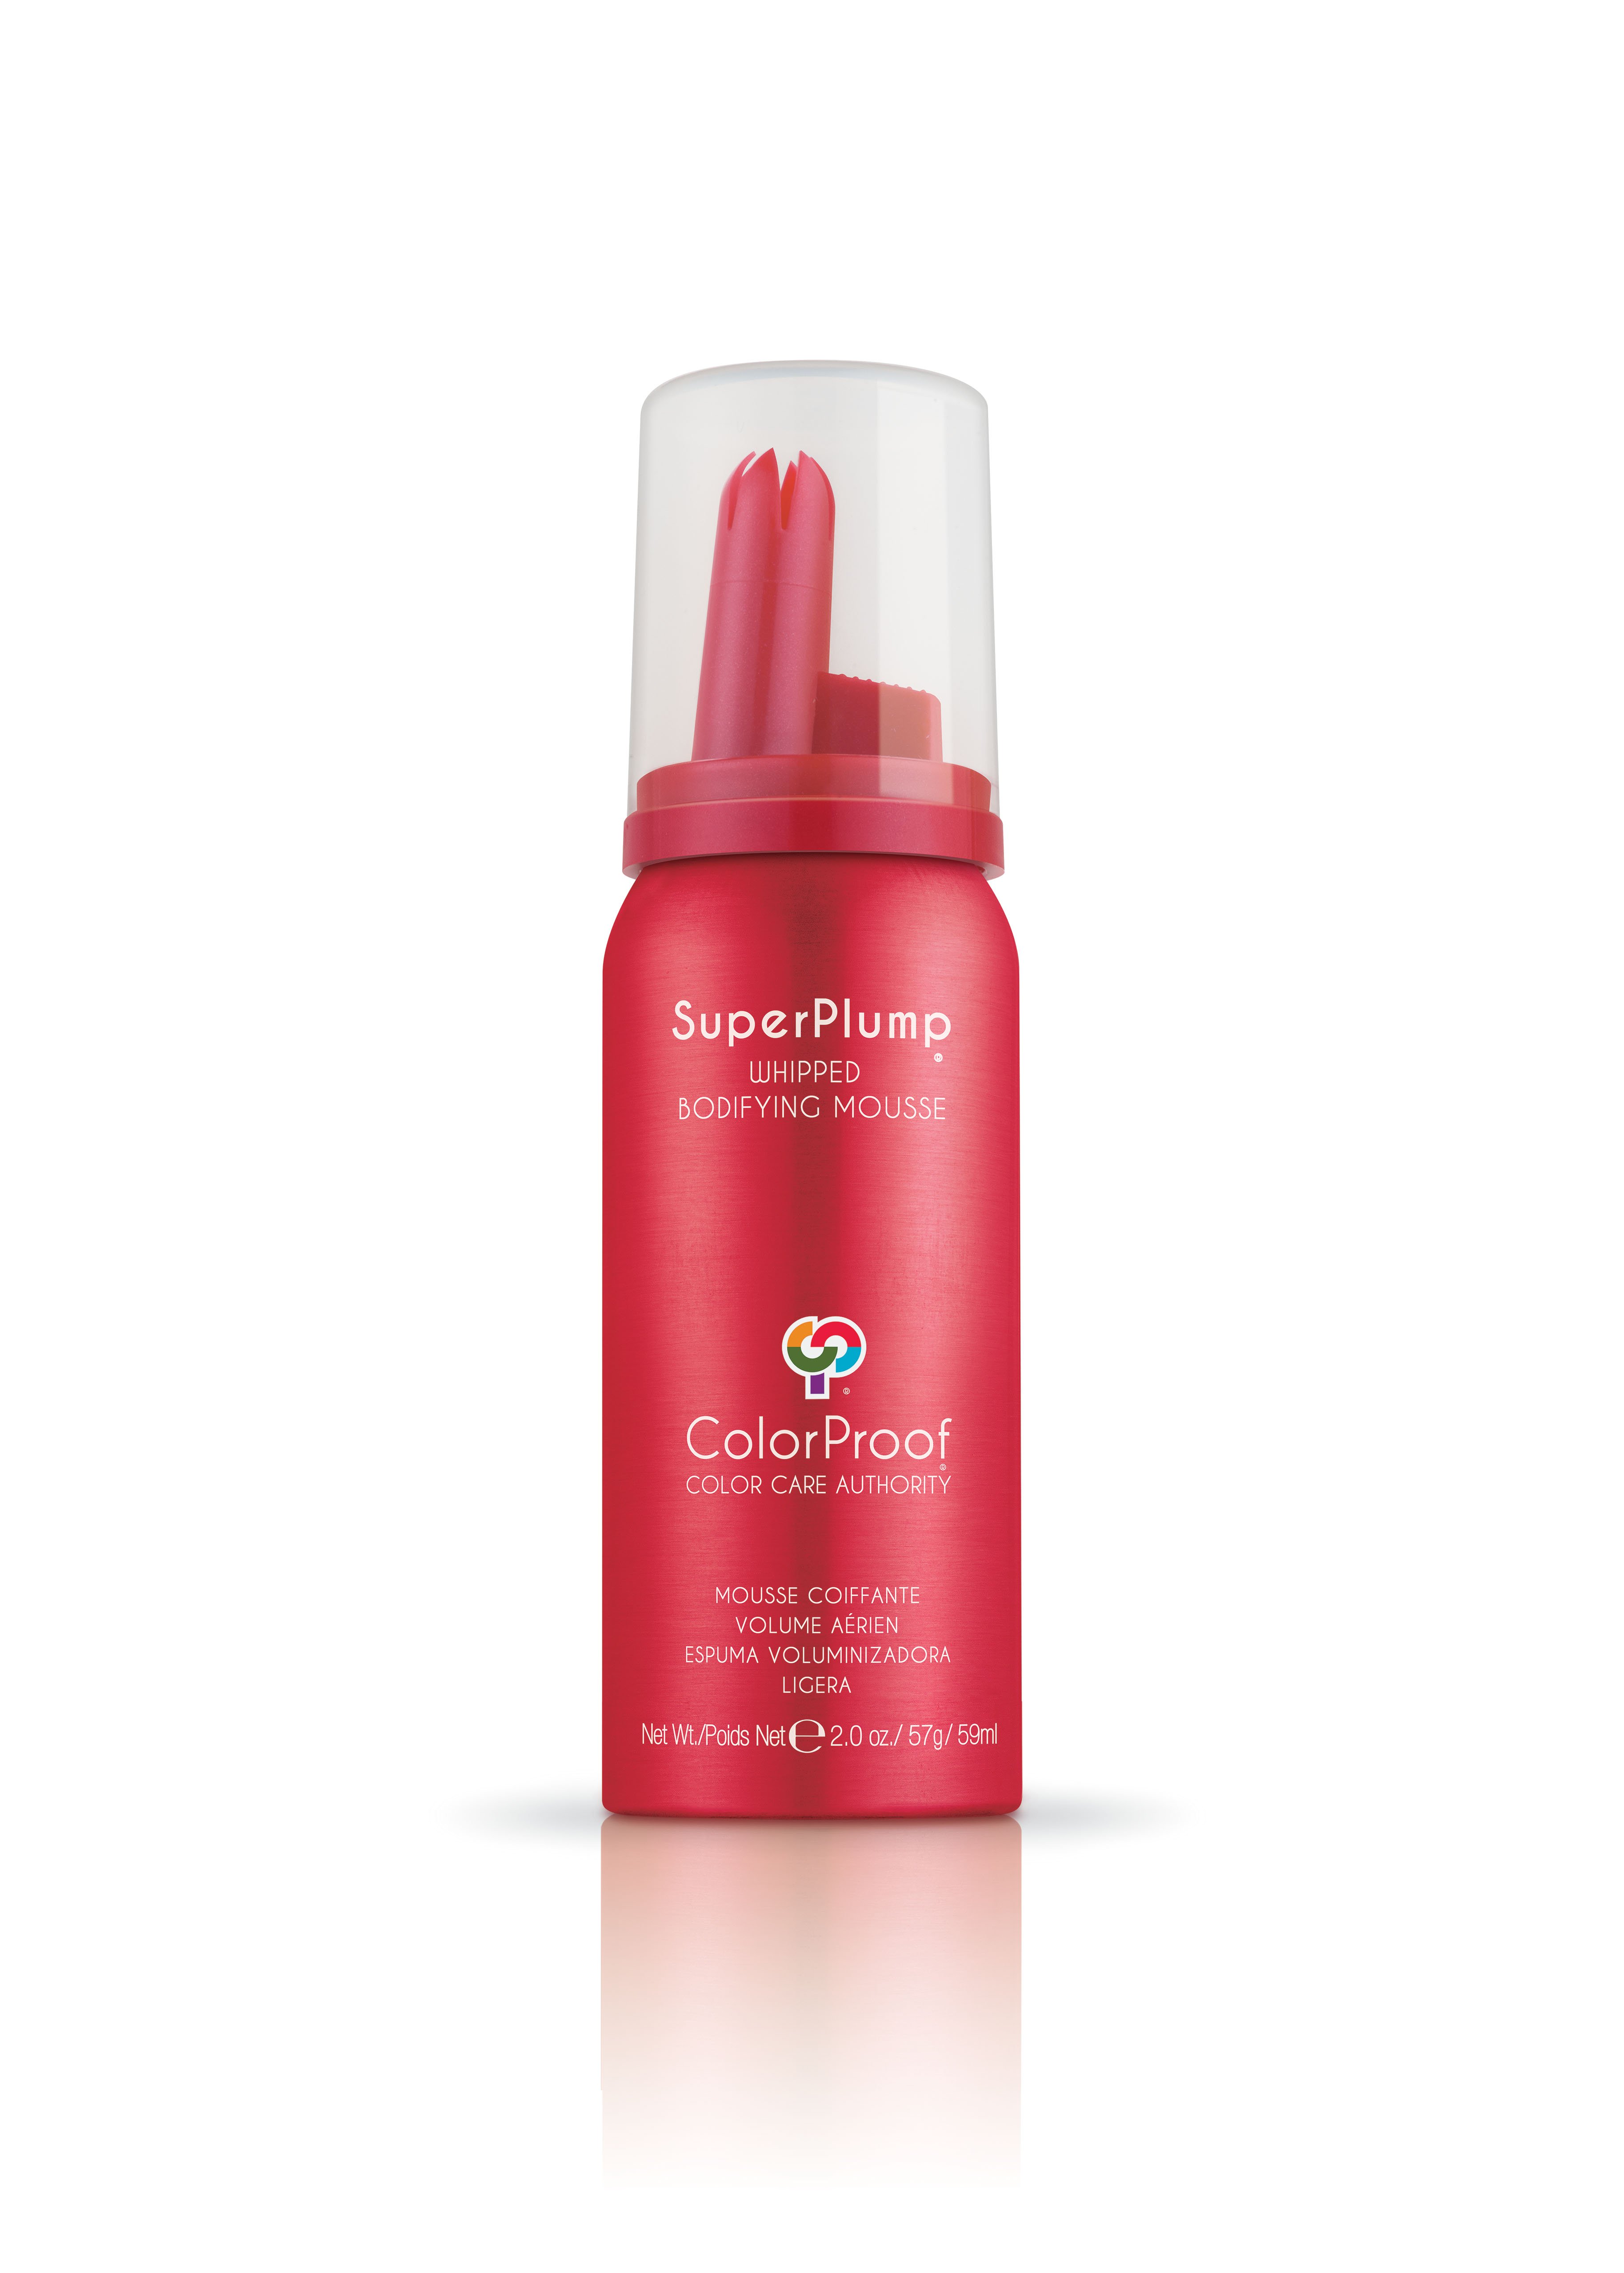 SuperPlump
WHIPPED
BODIFYING MOUSSE
ColorProof
COLOR CARE AUTHORITY
MOUSSE COIFFANTE
VOLUME AÉRIEN
ESPUMA VOLUMINIZADORA
LIGERA
Net Wt./Poids Net ℮ 2.0 oz./ 57g/ 59ml